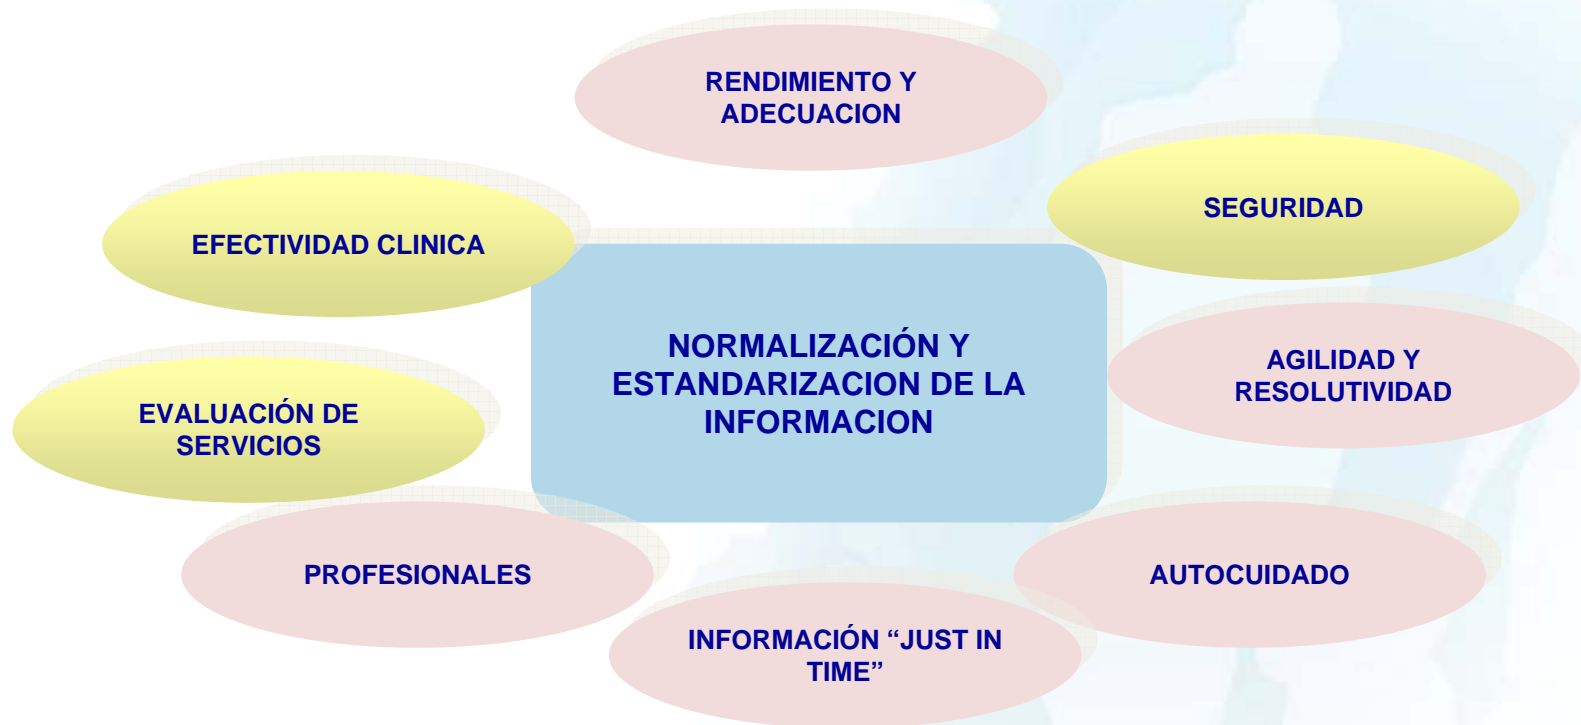 RENDIMIENTO Y
ADECUACION
SEGURIDAD
EFECTIVIDAD CLINICA
NORMALIZACIÓN Y
ESTANDARIZACION DE LA
INFORMACION
AGILIDAD Y
RESOLUTIVIDAD
EVALUACIÓN DE
SERVICIOS
PROFESIONALES
AUTOCUIDADO
INFORMACIÓN “JUST IN
TIME”